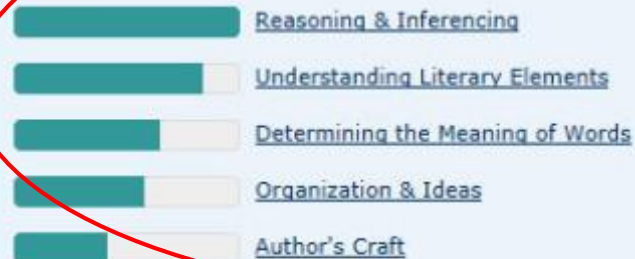 Reasoning & Inferencing
Understanding Literary Elements
Determining the Meaning of Words
Organization & Ideas
Author's Craft